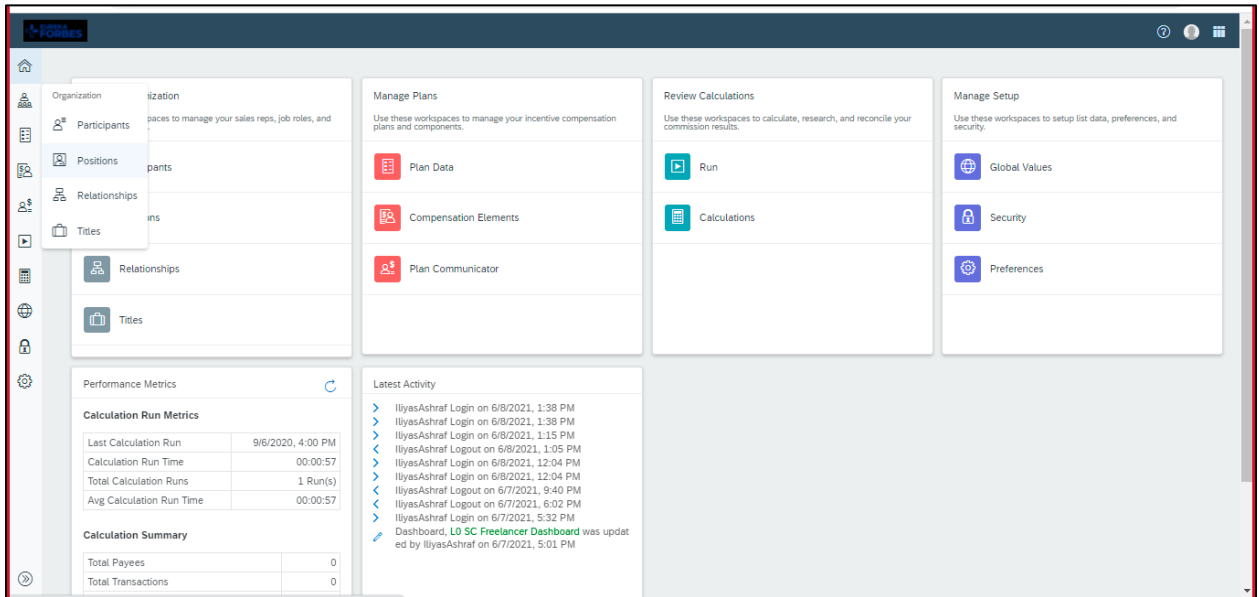 EUREKA
FORBES
Organization
Participants
Positions
Relationships
Titles
ization
paces to manage your sales reps, job roles, and
pants
ns
Relationships
Titles
Manage Plans
Use these workspaces to manage your incentive compensation
plans and components.
Plan Data
Compensation Elements
Plan Communicator
Review Calculations
Use these workspaces to calculate, research, and reconcile your
commission results.
Run
Calculations
Manage Setup
Use these workspaces to setup list data, preferences, and
security.
Global Values
Security
Preferences
Performance Metrics
Calculation Run Metrics
Last Calculation Run 9/6/2020, 4:00 PM
Calculation Run Time 00:00:57
Total Calculation Runs 1 Run(s)
Avg Calculation Run Time 00:00:57
Calculation Summary
Total Payees 0
Total Transactions 0
Latest Activity
IliyasAshraf Login on 6/8/2021, 1:38 PM
IliyasAshraf Login on 6/8/2021, 1:38 PM
IliyasAshraf Login on 6/8/2021, 1:15 PM
IliyasAshraf Logout on 6/8/2021, 1:05 PM
IliyasAshraf Login on 6/8/2021, 12:04 PM
IliyasAshraf Login on 6/8/2021, 12:04 PM
IliyasAshraf Logout on 6/7/2021, 9:40 PM
IliyasAshraf Logout on 6/7/2021, 6:02 PM
IliyasAshraf Login on 6/7/2021, 5:32 PM
Dashboard, L0 SC Freelancer Dashboard was updat
ed by IliyasAshraf on 6/7/2021, 5:01 PM